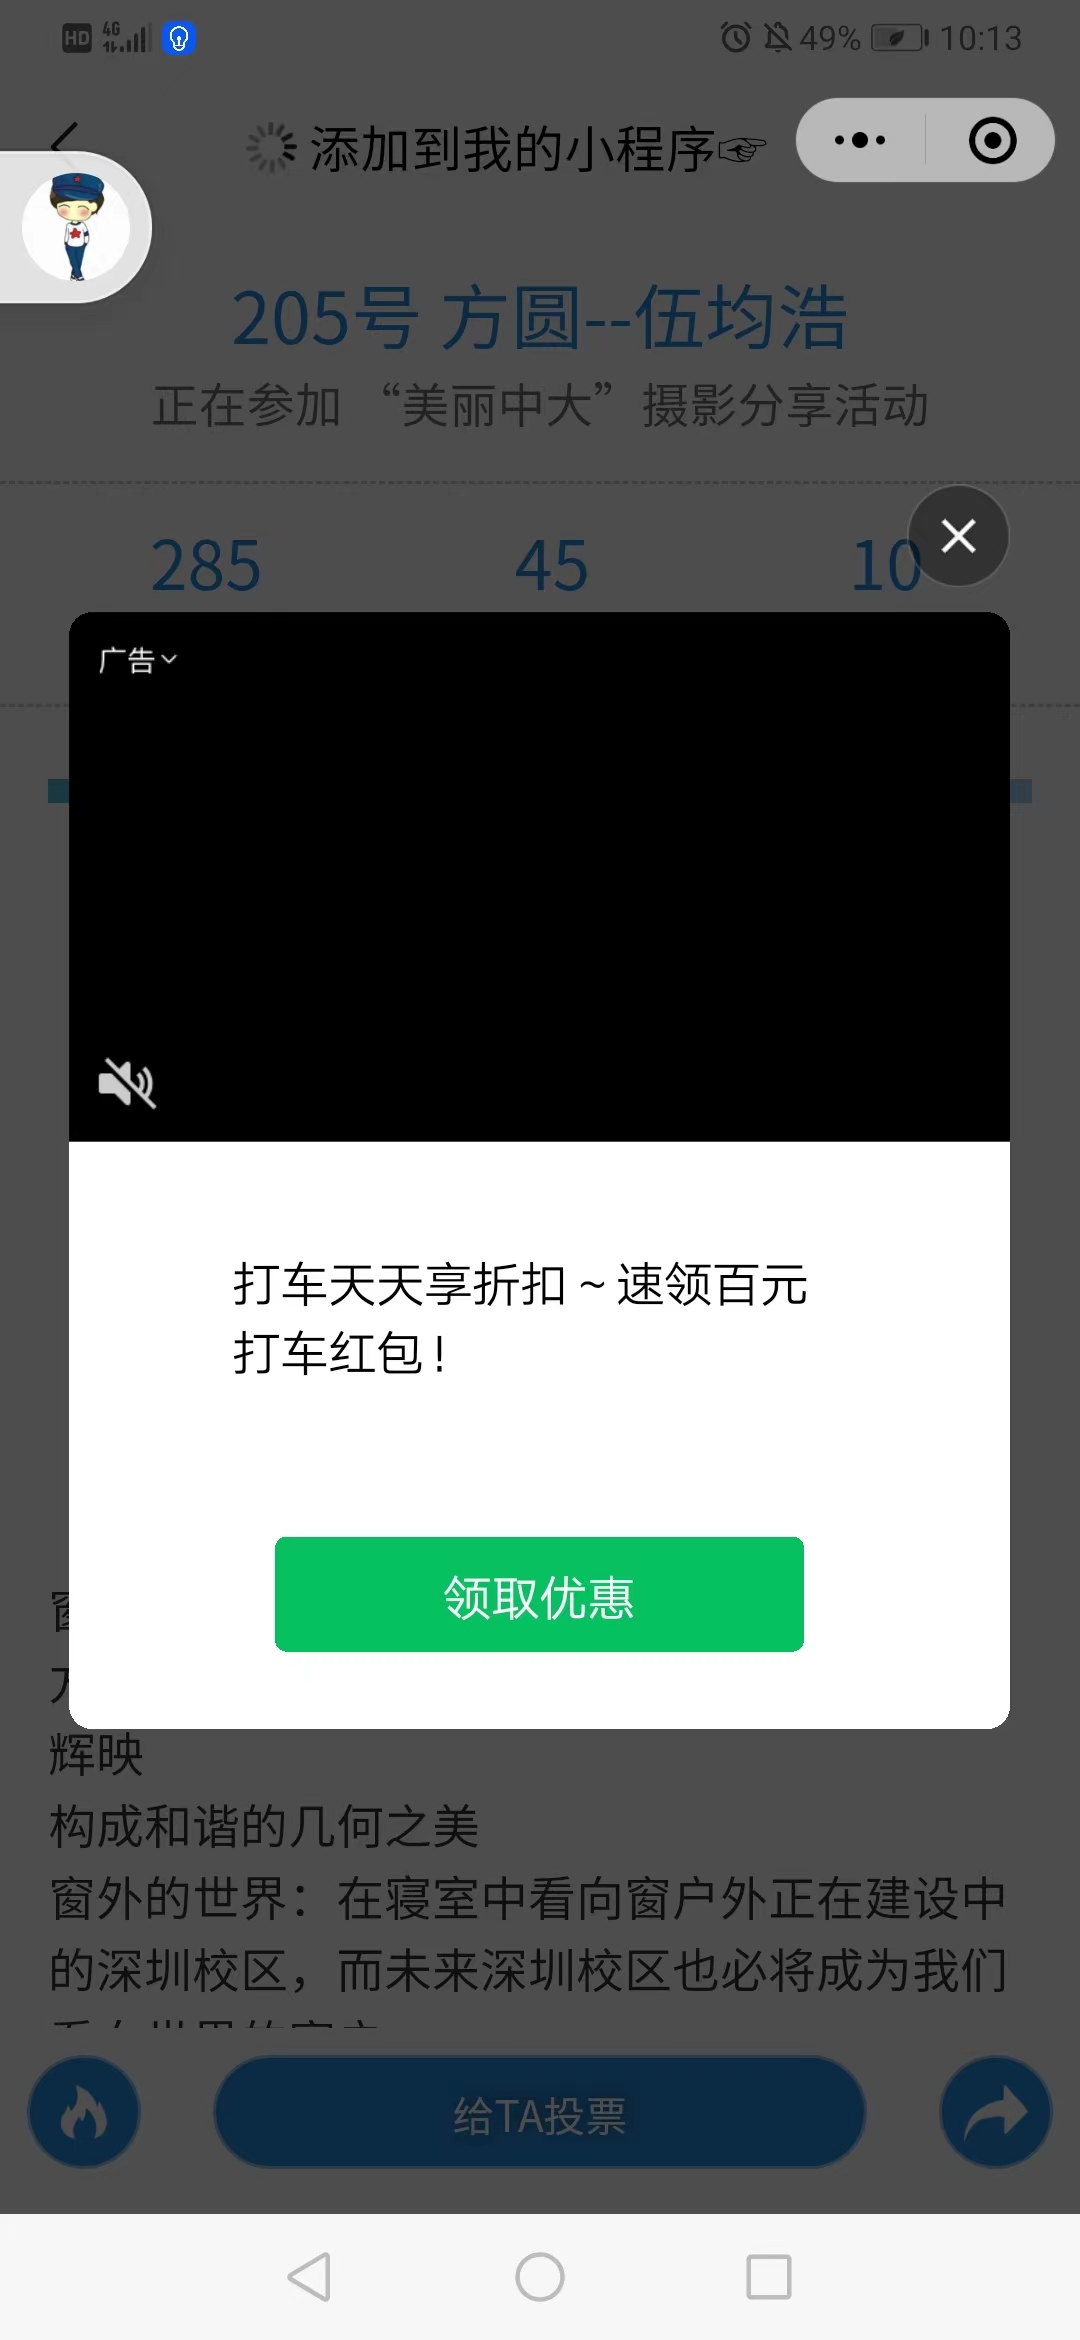 HD 4G 49% 10:13
添加到我的小程序
205号 方圆--伍均浩
正在参加 “美丽中大”摄影分享活动
285 45 10
广告
打车天天享折扣~速领百元
打车红包!
领取优惠
辉映
构成和谐的几何之美
窗外的世界：在寝室中看向窗户外正在建设中
的深圳校区，而未来深圳校区也必将成为我们
给TA投票